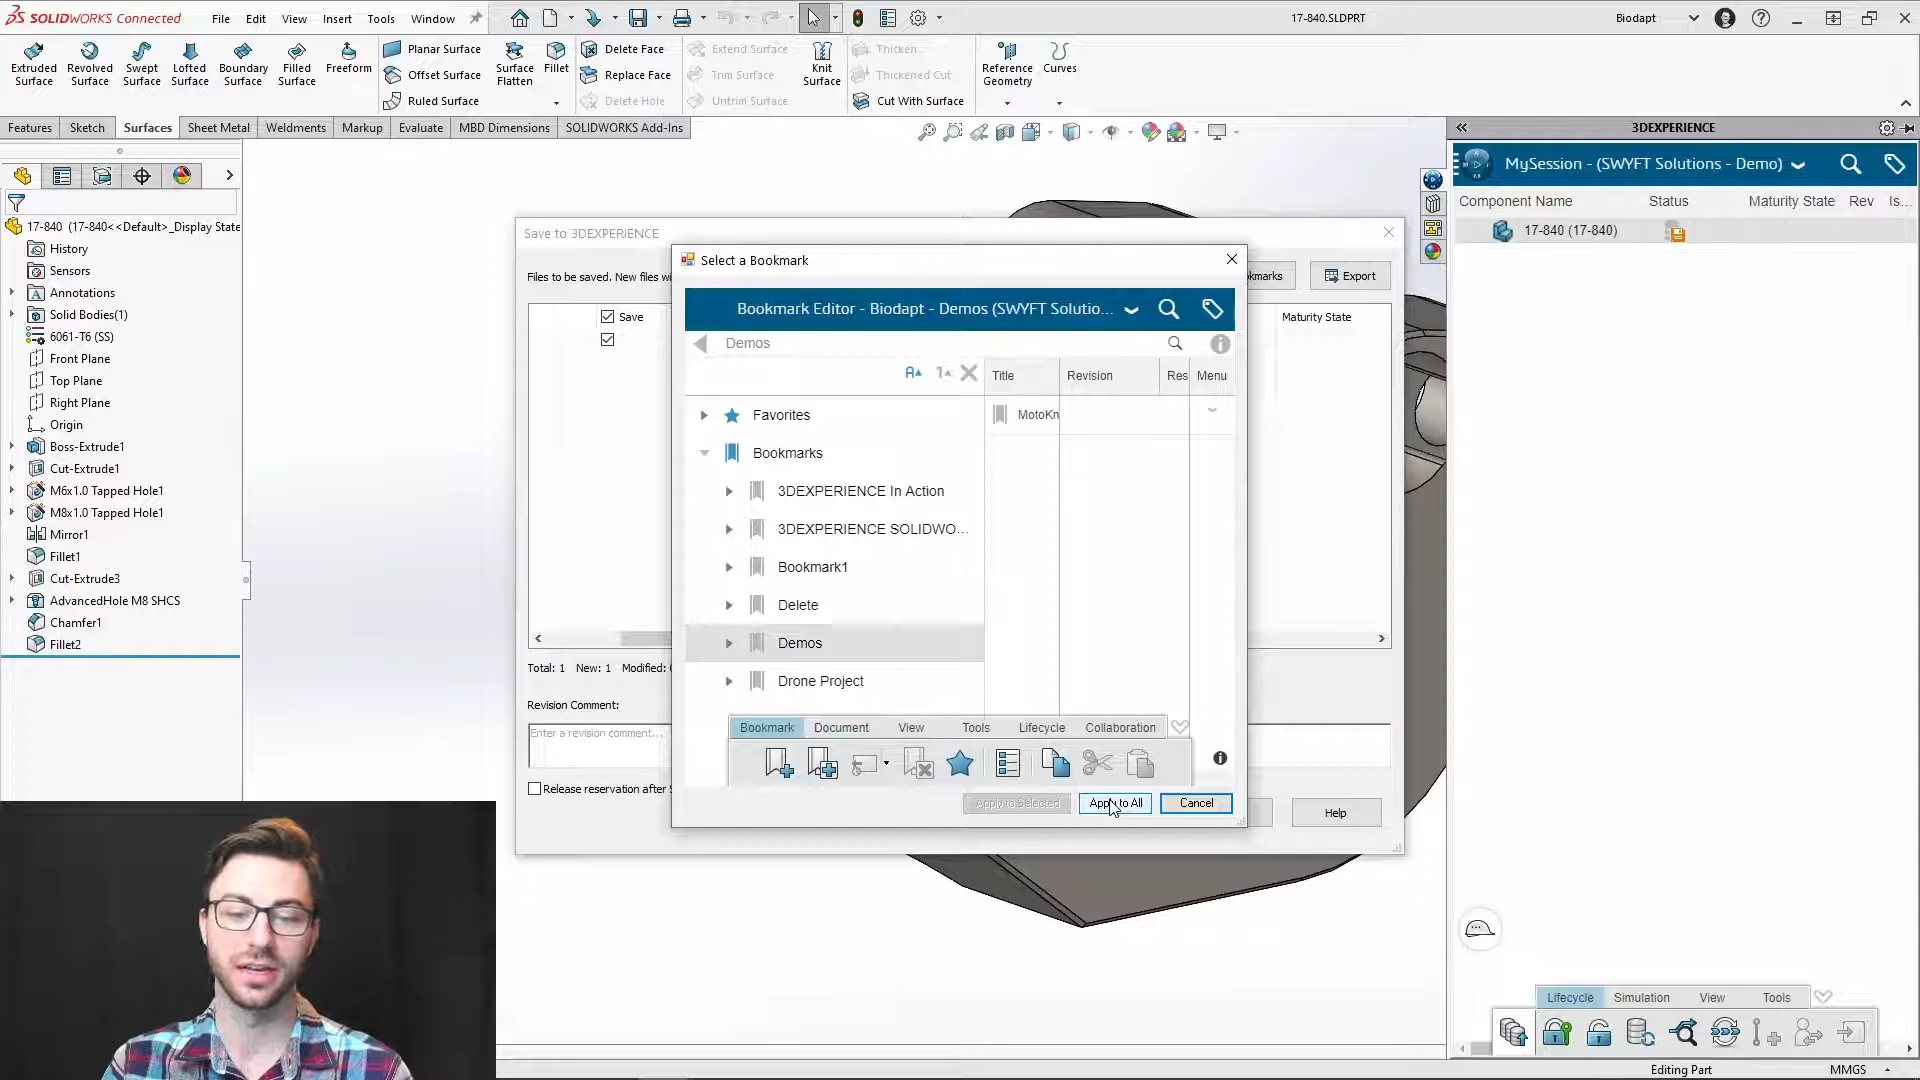 SOLIDWORKS Connected File Edit View Insert Tools Window 17-840.SLDPRT Biodapt
Extruded Surface
Revolved Surface
Swept Surface
Lofted Surface
Boundary Surface
Filled Surface
Freeform
Planar Surface
Offset Surface
Ruled Surface
Surface Flatten
Fillet
Delete Face
Replace Face
Delete Hole
Extend Surface
Trim Surface
Untrim Surface
Knit Surface
Thicken...
Thickened Cut
Cut With Surface
Reference Geometry
Curves
Features Sketch Surfaces Sheet Metal Weldments Markup Evaluate MBD Dimensions SOLIDWORKS Add-Ins
17-840 (17-840<<Default>_Display State
History
Sensors
Annotations
Solid Bodies(1)
6061-T6 (SS)
Front Plane
Top Plane
Right Plane
Origin
Boss-Extrude1
Cut-Extrude1
M6x1.0 Tapped Hole1
M8x1.0 Tapped Hole1
Mirror1
Fillet1
Cut-Extrude3
AdvancedHole M8 SHCS
Chamfer1
Fillet2
Save to 3DEXPERIENCE
Files to be saved. New files wi
kmarks Export
Save Maturity State
Total: 1 New: 1 Modified:
Revision Comment:
Enter a revision comment...
Release reservation after S
Help
Select a Bookmark
Bookmark Editor - Biodapt - Demos (SWYFT Solutio...
Demos
Title Revision Res Menu
MotoKn
Favorites
Bookmarks
3DEXPERIENCE In Action
3DEXPERIENCE SOLIDWO...
Bookmark1
Delete
Demos
Drone Project
Bookmark Document View Tools Lifecycle Collaboration
Apply to Selected Apply to All Cancel
3DEXPERIENCE
MySession - (SWYFT Solutions - Demo)
Component Name Status Maturity State Rev Is...
17-840 (17-840)
Lifecycle Simulation View Tools
Editing Part MMGS